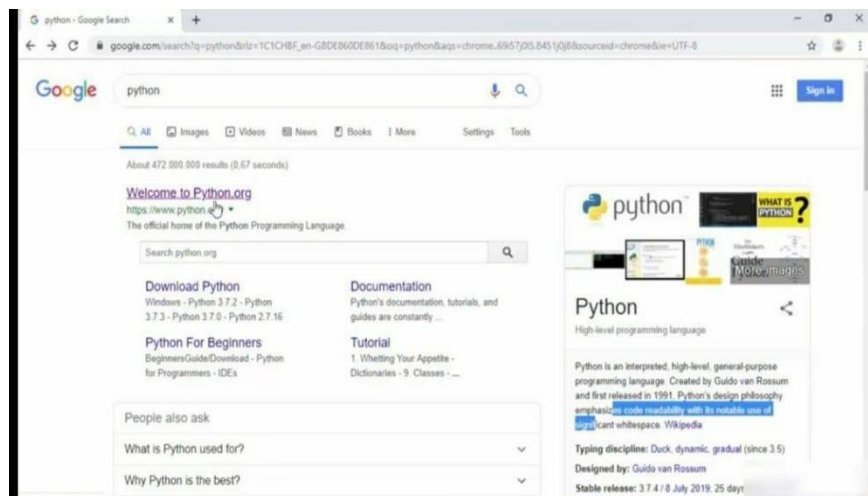 python - Google Search
google.com/search?q=python&rlz=1C1CHBF_en-GBDE860DE861&oq=python&aqs=chrome..69i57j0l5.8451j0j8&sourceid=chrome&ie=UTF-8
Google
python
Sign in
All Images Videos News Books More Settings Tools
About 472.000.000 results (0,67 seconds)
Welcome to Python.org
https://www.python.
The official home of the Python Programming Language.
Search python.org
Download Python
Windows - Python 3.7.2 - Python
3.7.3 - Python 3.7.0 - Python 2.7.16
Documentation
Python's documentation, tutorials, and
guides are constantly ...
Python For Beginners
BeginnersGuide/Download - Python
for Programmers - IDEs
Tutorial
1. Whetting Your Appetite -
Dictionaries - 9. Classes - ...
People also ask
What is Python used for?
Why Python is the best?
python
WHAT IS
PYTHON ?
PYTHON
Guide
More images
Python
High-level programming language
Python is an interpreted, high-level, general-purpose
programming language. Created by Guido van Rossum
and first released in 1991, Python's design philosophy
emphasizes code readability with its notable use of
significant whitespace. Wikipedia
Typing discipline: Duck, dynamic, gradual (since 3.5)
Designed by: Guido van Rossum
Stable release: 3.7.4 / 8 July 2019; 25 days